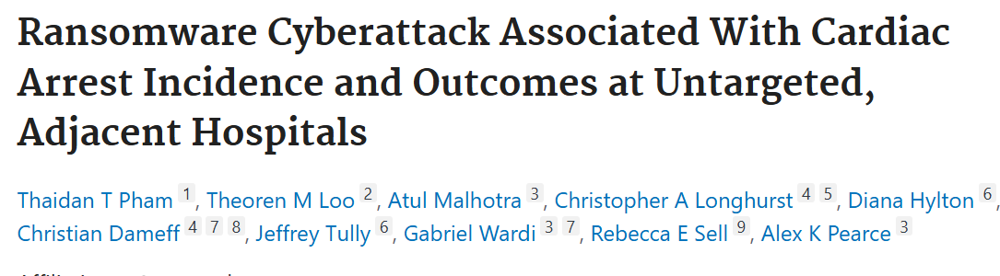 Ransomware Cyberattack Associated With Cardiac
Arrest Incidence and Outcomes at Untargeted,
Adjacent Hospitals
Thaidan T Pham 1, Theoren M Loo 2, Atul Malhotra 3, Christopher A Longhurst 4 5, Diana Hylton 6,
Christian Dameff 4 7 8, Jeffrey Tully 6, Gabriel Wardi 3 7, Rebecca E Sell 9, Alex K Pearce 3